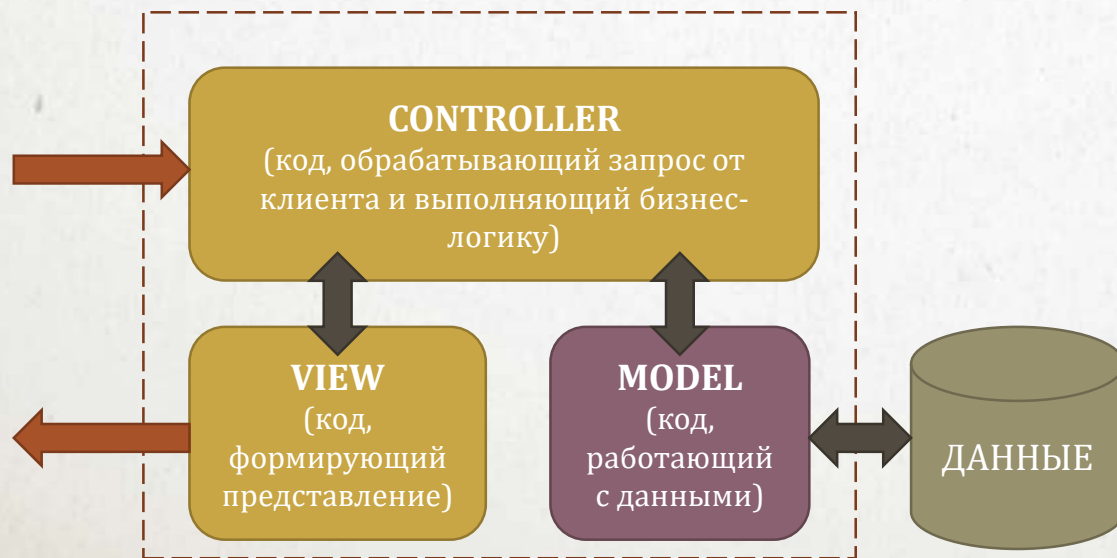 CONTROLLER
(код, обрабатывающий запрос от
клиента и выполняющий бизнес-
логику)
VIEW
(код,
формирующий
представление)
MODEL
(код,
работающий
с данными)
ДАННЫЕ